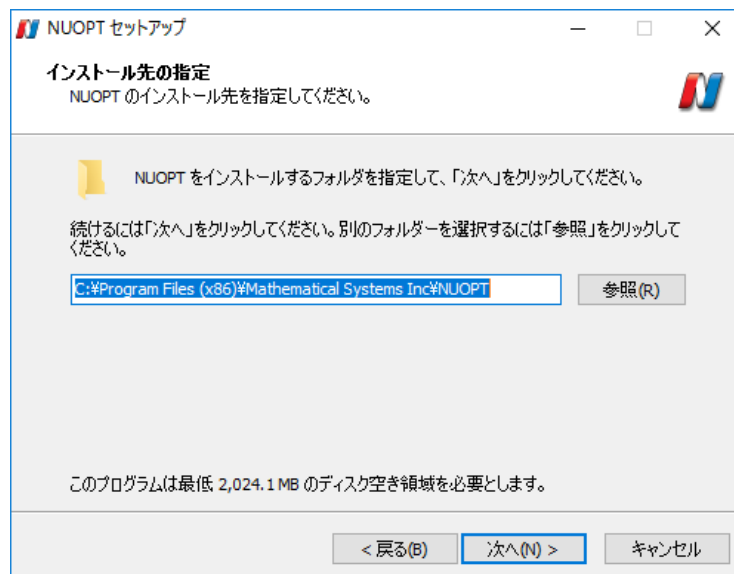 NUOPT セットアップ
インストール先の指定
NUOPT のインストール先を指定してください。
NUOPT をインストールするフォルダを指定して、「次へ」をクリックしてください。
続けるには「次へ」をクリックしてください。別のフォルダーを選択するには「参照」をクリックして
ください。
C:¥Program Files (x86)¥Mathematical Systems Inc¥NUOPT
参照(R)
このプログラムは最低 2,024.1 MB のディスク空き領域を必要とします。
< 戻る(B)
次へ(N) >
キャンセル